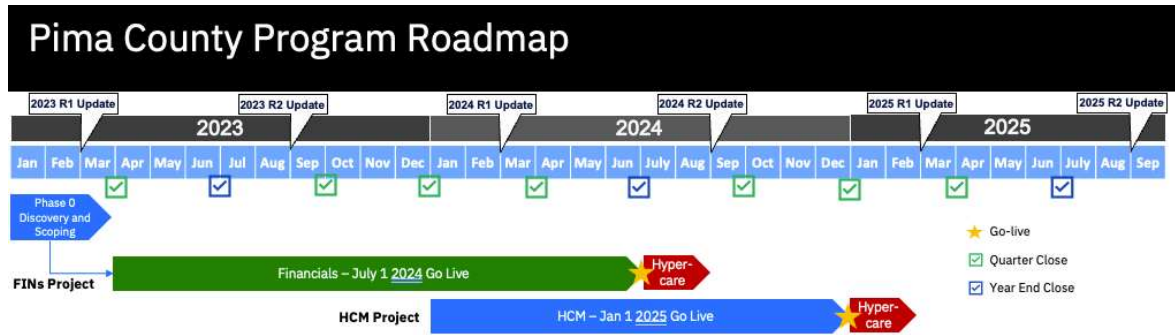 Pima County Program Roadmap
2023 R1 Update
2023 R2 Update
2024 R1 Update
2024 R2 Update
2025 R1 Update
2025 R2 Update
2023
2024
2025
Jan Feb Mar Apr May Jun Jul Aug Sep Oct Nov Dec Jan Feb Mar Apr May Jun July Aug Sep Oct Nov Dec Jan Feb Mar Apr May Jun July Aug Sep
Phase 0
Discovery and
Scoping
Go-live
Quarter Close
Year End Close
FINs Project
Financials – July 1 2024 Go Live
Hyper-
care
HCM Project
HCM – Jan 1 2025 Go Live
Hyper-
care